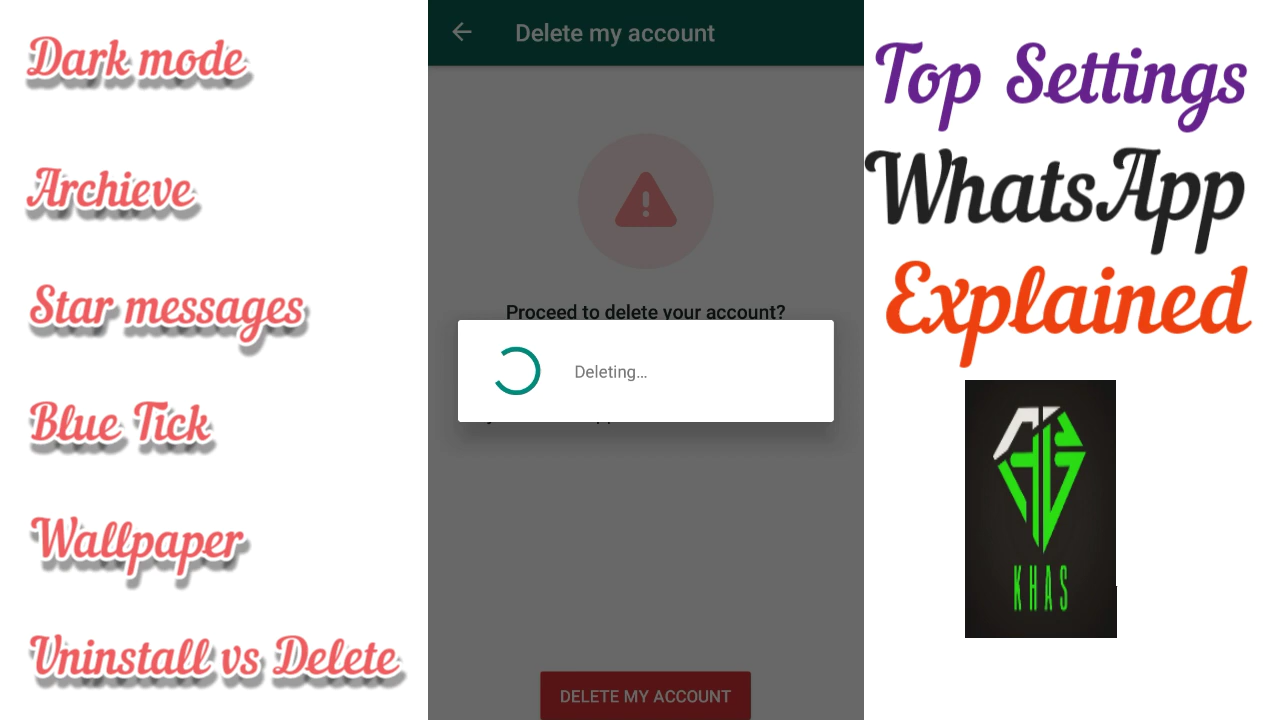 Dark mode
Archieve
Star messages
Blue Tick
Wallpaper
Uninstall vs Delete
Delete my account
Proceed to delete your account?
Deleting...
DELETE MY ACCOUNT
Top Settings
WhatsApp
Explained
KHAS